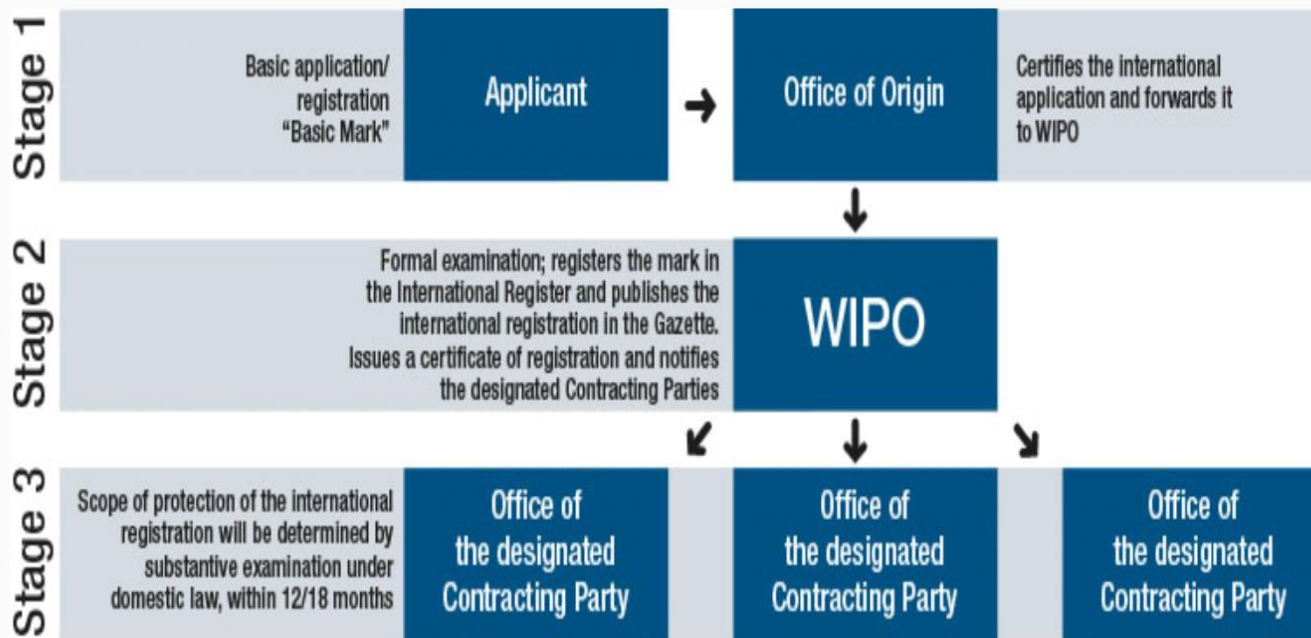 Stage 1
Basic application/
registration
“Basic Mark”
Applicant
Office of Origin
Certifies the international
application and forwards it
to WIPO
Stage 2
Formal examination; registers the mark in
the International Register and publishes the
international registration in the Gazette.
Issues a certificate of registration and notifies
the designated Contracting Parties
WIPO
Stage 3
Scope of protection of the international
registration will be determined by
substantive examination under
domestic law, within 12/18 months
Office of
the designated
Contracting Party
Office of
the designated
Contracting Party
Office of
the designated
Contracting Party